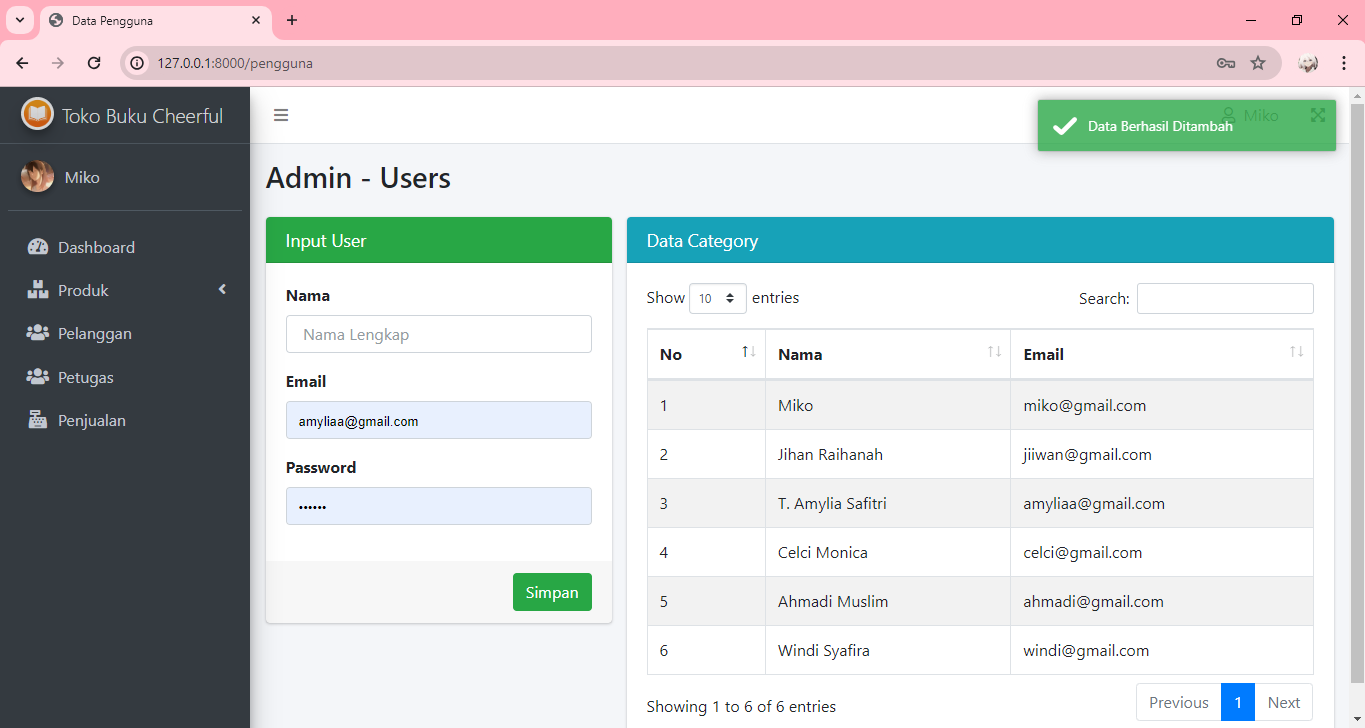 Data Pengguna
127.0.0.1:8000/pengguna
Toko Buku Cheerful
Miko
Data Berhasil Ditambah
Miko
Admin - Users
Dashboard
Produk
Pelanggan
Petugas
Penjualan
Input User
Nama
Nama Lengkap
Email
amyliaa@gmail.com
Password
••••••
Simpan
Data Category
Show 10 entries
Search:
No Nama Email
1 Miko miko@gmail.com
2 Jihan Raihanah jiiwan@gmail.com
3 T. Amylia Safitri amyliaa@gmail.com
4 Celci Monica celci@gmail.com
5 Ahmadi Muslim ahmadi@gmail.com
6 Windi Syafira windi@gmail.com
Showing 1 to 6 of 6 entries
Previous 1 Next